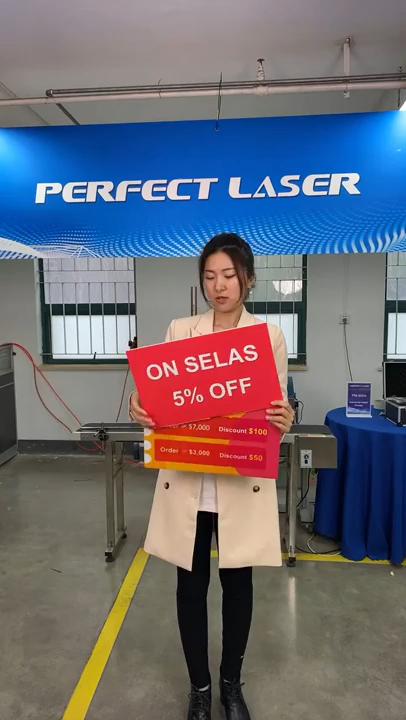 PERFECT LASER
ON SELAS
5% OFF
$7,000 Discount $100
Order $3,000 Discount $50